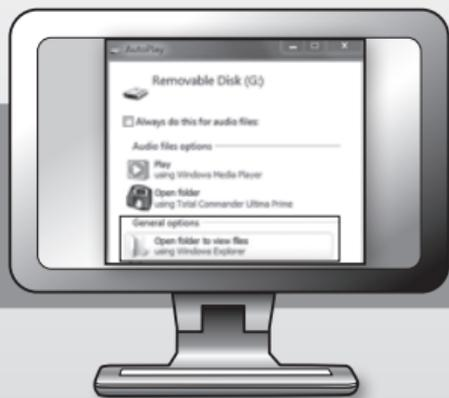 AutoPlay
Removable Disk (G:)
Always do this for audio files:
Audio files options
Play
using Windows Media Player
Open folder
using Total Commander Ultima Prime
General options
Open folder to view files
using Windows Explorer